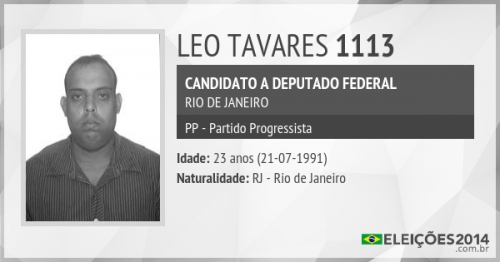 LEO TAVARES 1113
CANDIDATO A DEPUTADO FEDERAL
RIO DE JANEIRO
PP - Partido Progressista
Idade: 23 anos (21-07-1991)
Naturalidade: RJ - Rio de Janeiro
ELEIÇÕES2014
.com.br